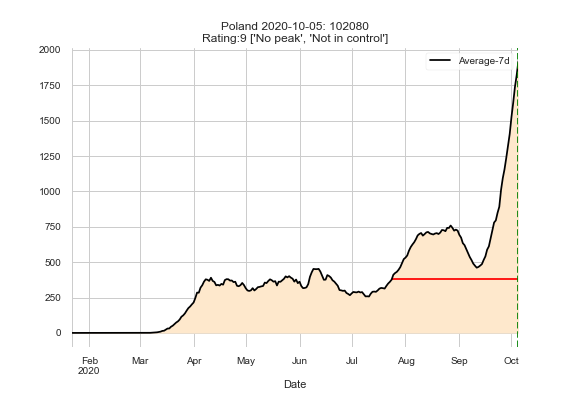 Poland 2020-10-05: 102080
Rating:9 ['No peak', 'Not in control']
Average-7d
2000
1750
1500
1250
1000
750
500
250
0
Feb Mar Apr May Jun Jul Aug Sep Oct
2020
Date